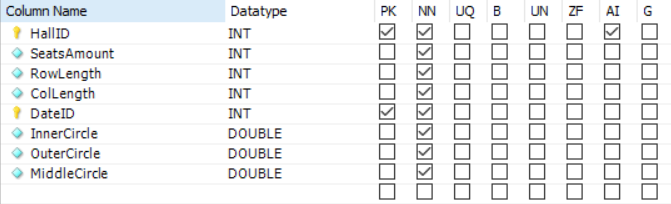 Column Name Datatype PK NN UQ B UN ZF AI G
HallID INT
SeatsAmount INT
RowLength INT
ColLength INT
DateID INT
InnerCircle DOUBLE
OuterCircle DOUBLE
MiddleCircle DOUBLE